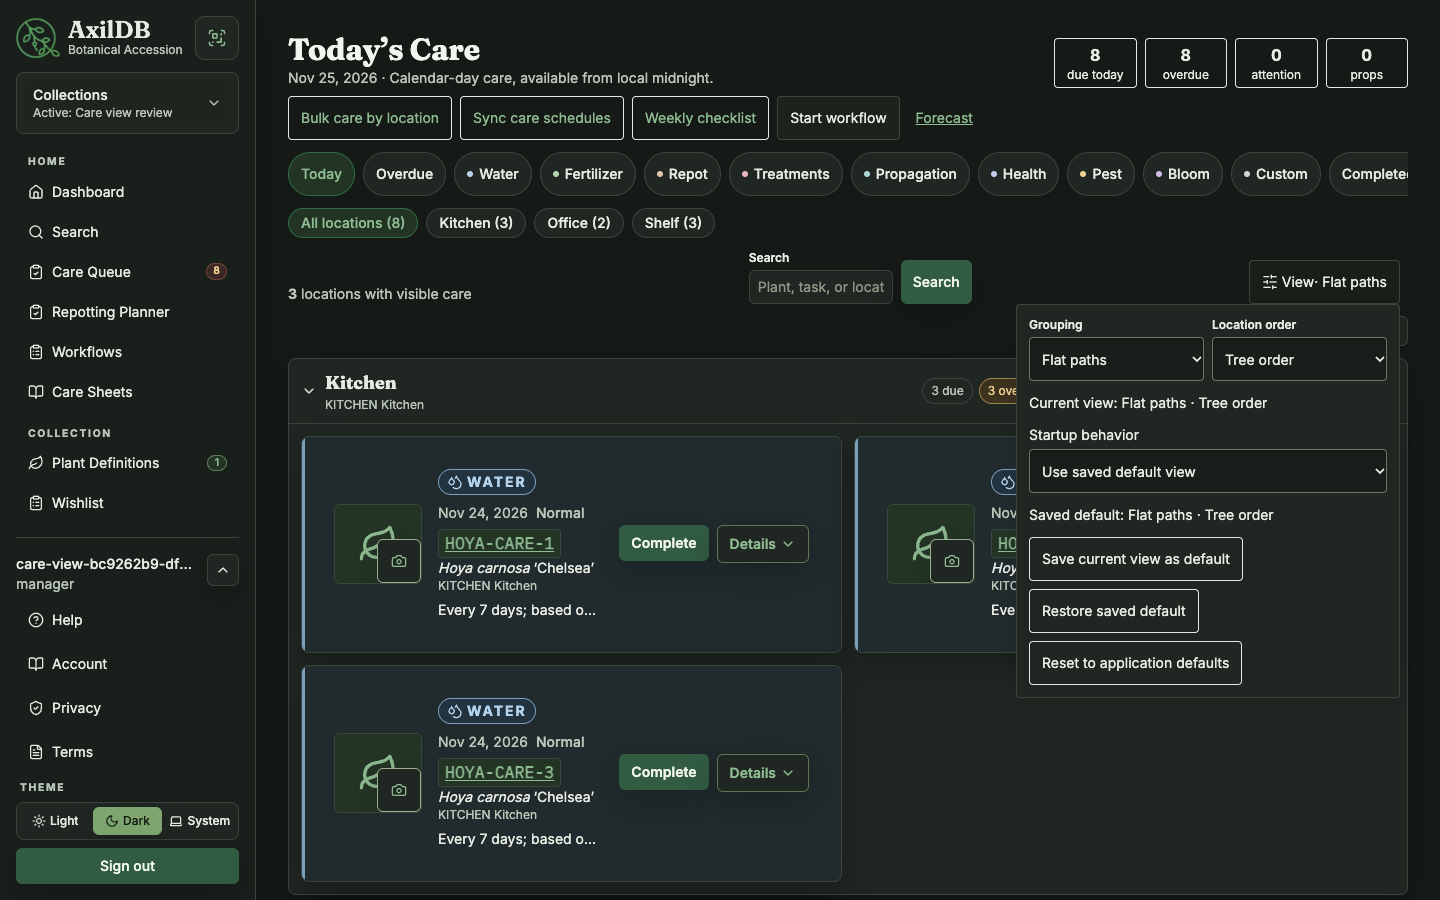 AxilDB
Botanical Accession
Collections
Active: Care view review
HOME
Dashboard
Search
Care Queue
8
Repotting Planner
Workflows
Care Sheets
COLLECTION
Plant Definitions
1
Wishlist
care-view-bc9262b9-df...
manager
Help
Account
Privacy
Terms
THEME
Light
Dark
System
Sign out
Today's Care
Nov 25, 2026 · Calendar-day care, available from local midnight.
8
due today
8
overdue
0
attention
0
props
Bulk care by location
Sync care schedules
Weekly checklist
Start workflow
Forecast
Today
Overdue
Water
Fertilizer
Repot
Treatments
Propagation
Health
Pest
Bloom
Custom
All locations (8)
Kitchen (3)
Office (2)
Shelf (3)
3 locations with visible care
Search
Plant, task, or locat
Search
View· Flat paths
Grouping
Location order
Flat paths
Tree order
Current view: Flat paths · Tree order
Startup behavior
Use saved default view
Saved default: Flat paths · Tree order
Save current view as default
Restore saved default
Reset to application defaults
Kitchen
KITCHEN Kitchen
3 due
WATER
Nov 24, 2026 Normal
HOYA-CARE-1
Hoya carnosa 'Chelsea'
KITCHEN Kitchen
Every 7 days; based o...
Complete
Details
WATER
Nov 24, 2026 Normal
HOYA-CARE-3
Hoya carnosa 'Chelsea'
KITCHEN Kitchen
Every 7 days; based o...
Complete
Details